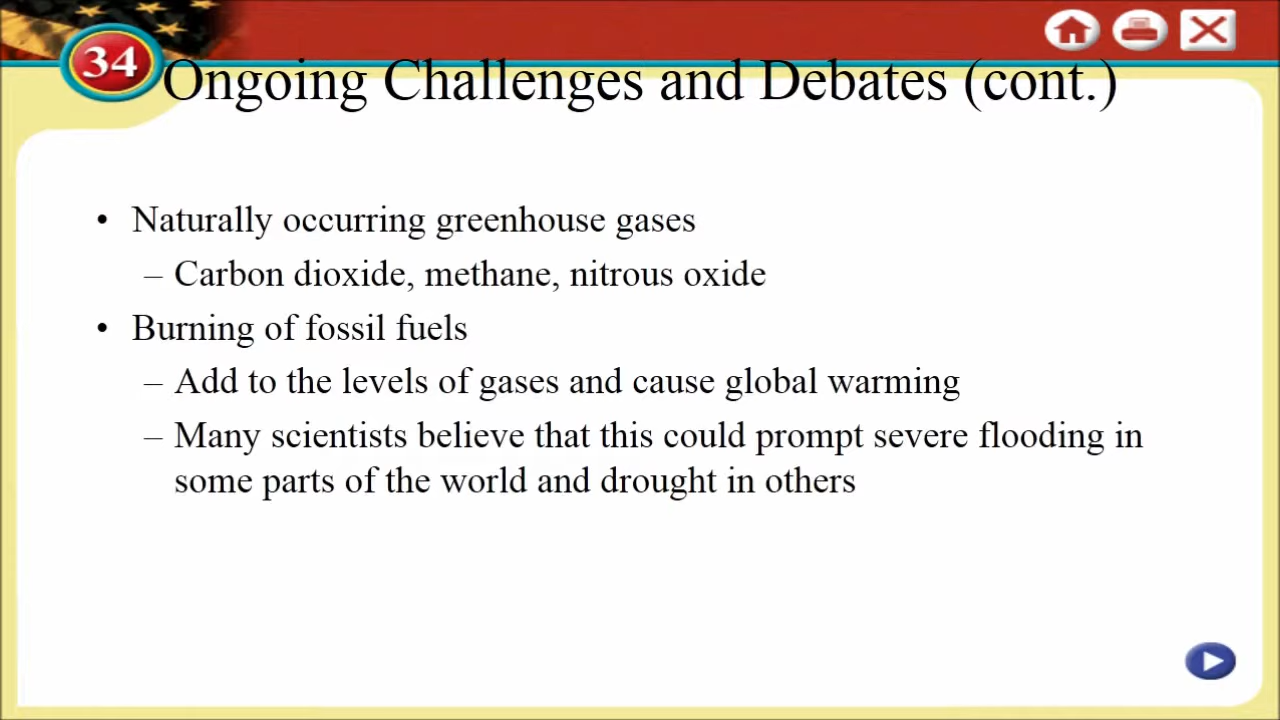 34
Ongoing Challenges and Debates (cont.)
• Naturally occurring greenhouse gases
– Carbon dioxide, methane, nitrous oxide
• Burning of fossil fuels
– Add to the levels of gases and cause global warming
– Many scientists believe that this could prompt severe flooding in
some parts of the world and drought in others